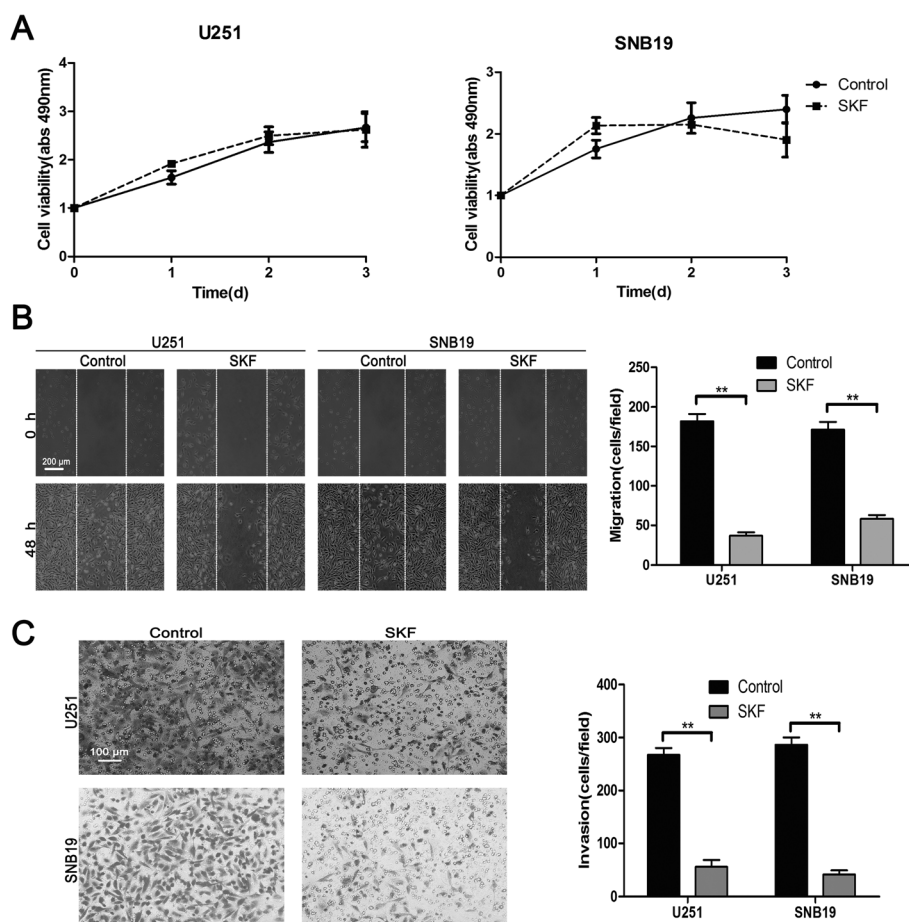 A
U251
Cell viability(abs 490nm)
4
3
2
1
0
0 1 2 3
Time(d)
SNB19
Cell viability(abs 490nm)
3
2
1
0
0 1 2 3
Time(d)
Control
SKF
B
U251 SNB19
Control SKF Control SKF
0 h
200 µm
48 h
Migration(cells/field)
250
200
150
100
50
0
Control
SKF
** **
U251 SNB19
C
Control SKF
U251
100 µm
SNB19
Invasion(cells/field)
400
300
200
100
0
Control
SKF
** **
U251 SNB19